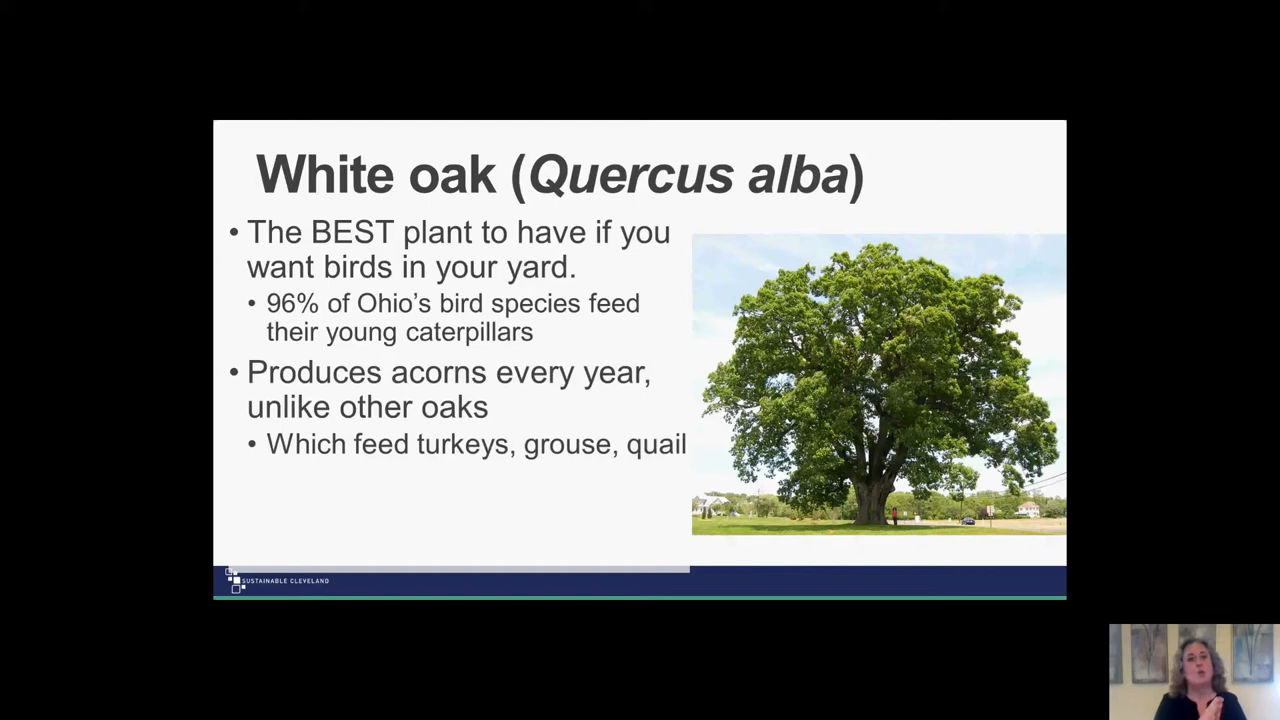 White oak (Quercus alba)
• The BEST plant to have if you
want birds in your yard.
• 96% of Ohio’s bird species feed
their young caterpillars
• Produces acorns every year,
unlike other oaks
• Which feed turkeys, grouse, quail
SUSTAINABLE CLEVELAND